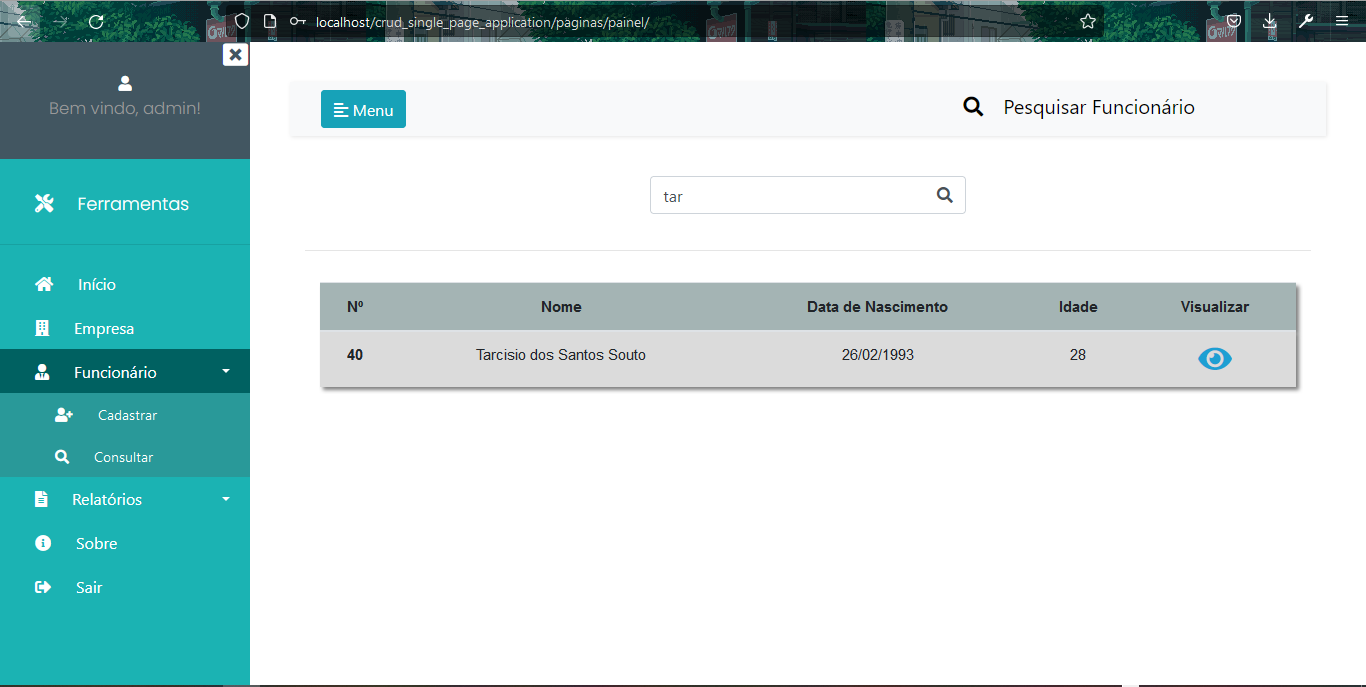 localhost/crud_single_page_application/paginas/painel/
Bem vindo, admin!
Ferramentas
Início
Empresa
Funcionário
Cadastrar
Consultar
Relatórios
Sobre
Sair
Menu
Pesquisar Funcionário
tar
Nº Nome Data de Nascimento Idade Visualizar
40 Tarcisio dos Santos Souto 26/02/1993 28